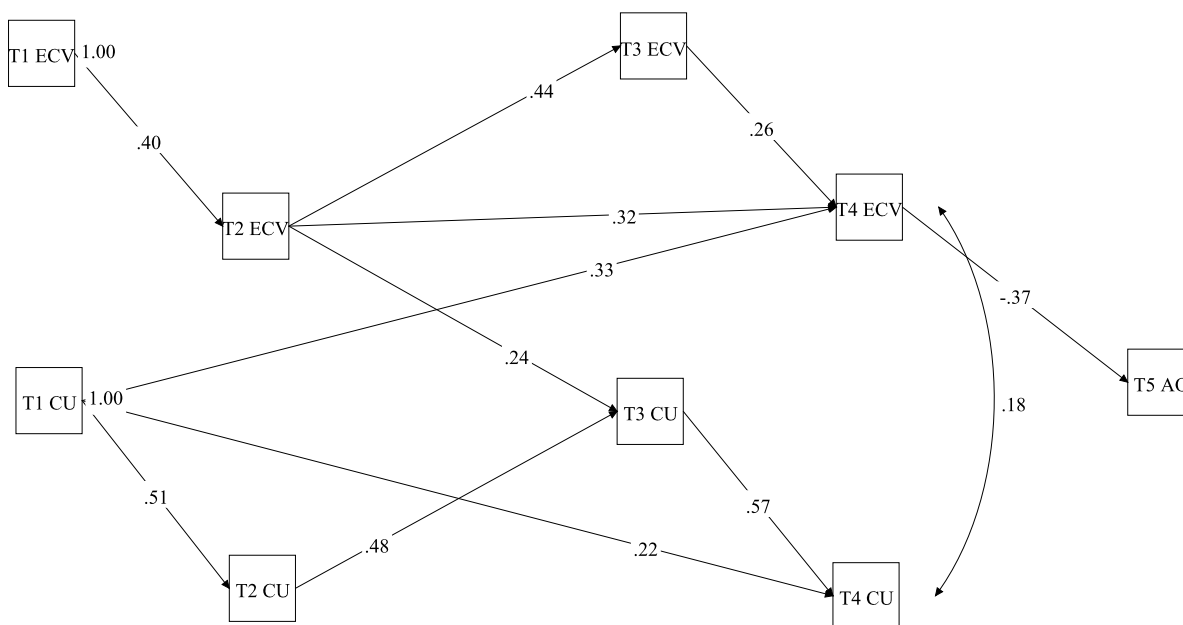 T1 ECV
1.00
T3 ECV
.44
.40
.26
T2 ECV
T4 ECV
.32
.33
-.37
.24
T1 CU
1.00
T3 CU
T5 AC
.18
.51
.57
.48
.22
T2 CU
T4 CU